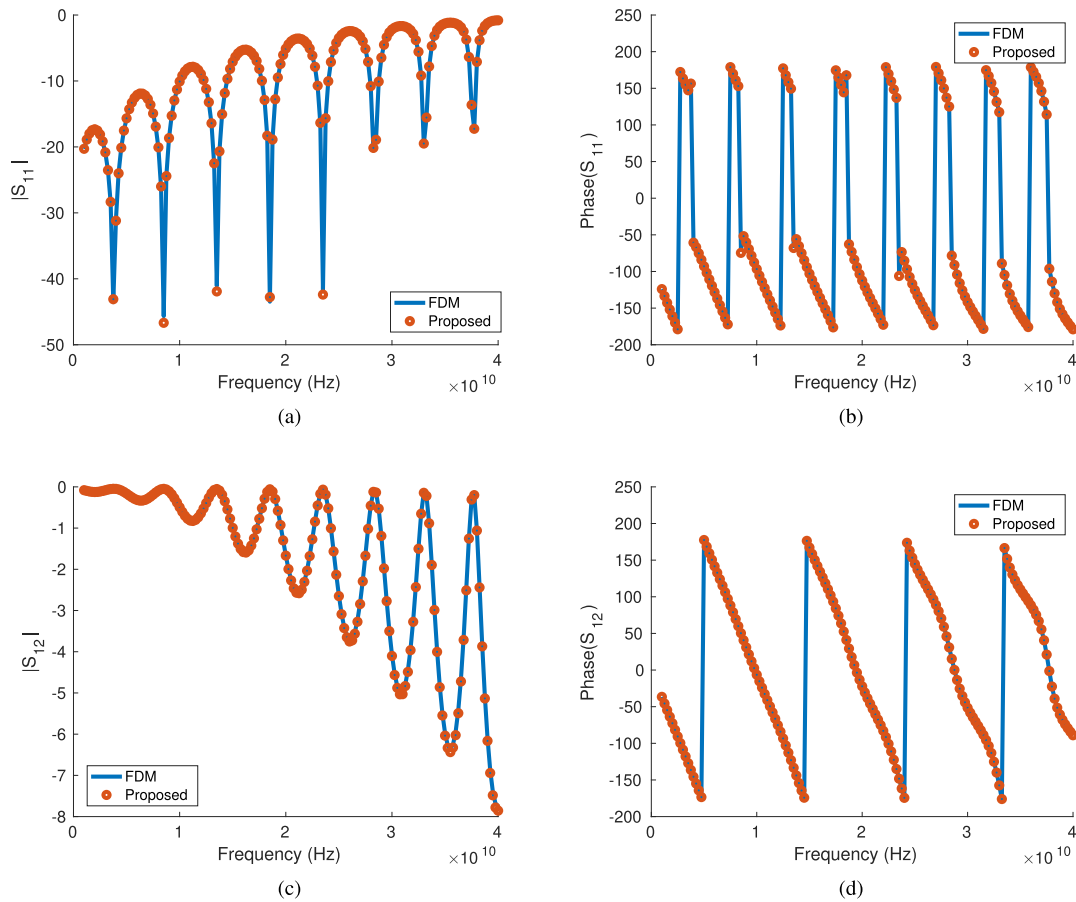 0
-10
-20
-30
-40
-50
|S11|
FDM
Proposed
0 1 2 3 4
Frequency (Hz)
×10 10
(a)
250
200
150
100
50
0
-50
-100
-150
-200
Phase(S 11)
FDM
Proposed
0 1 2 3 4
Frequency (Hz)
×10 10
(b)
0
-1
-2
-3
-4
-5
-6
-7
-8
|S12|
FDM
Proposed
0 1 2 3 4
Frequency (Hz)
×10 10
(c)
250
200
150
100
50
0
-50
-100
-150
-200
Phase(S12)
FDM
Proposed
0 1 2 3 4
Frequency (Hz)
×10 10
(d)